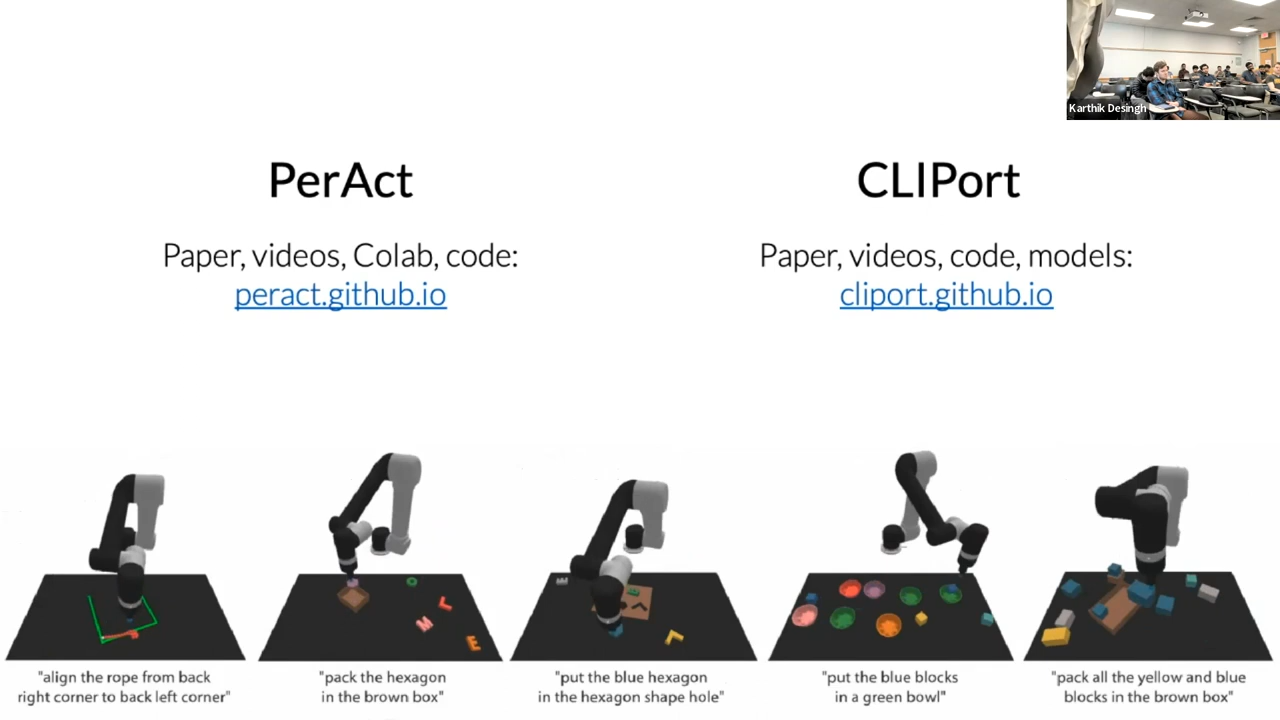 Karthik Desingh
PerAct
Paper, videos, Colab, code:
peract.github.io
CLIPort
Paper, videos, code, models:
cliport.github.io
"align the rope from back
right corner to back left corner"
"pack the hexagon
in the brown box"
"put the blue hexagon
in the hexagon shape hole"
"put the blue blocks
in a green bowl"
"pack all the yellow and blue
blocks in the brown box"